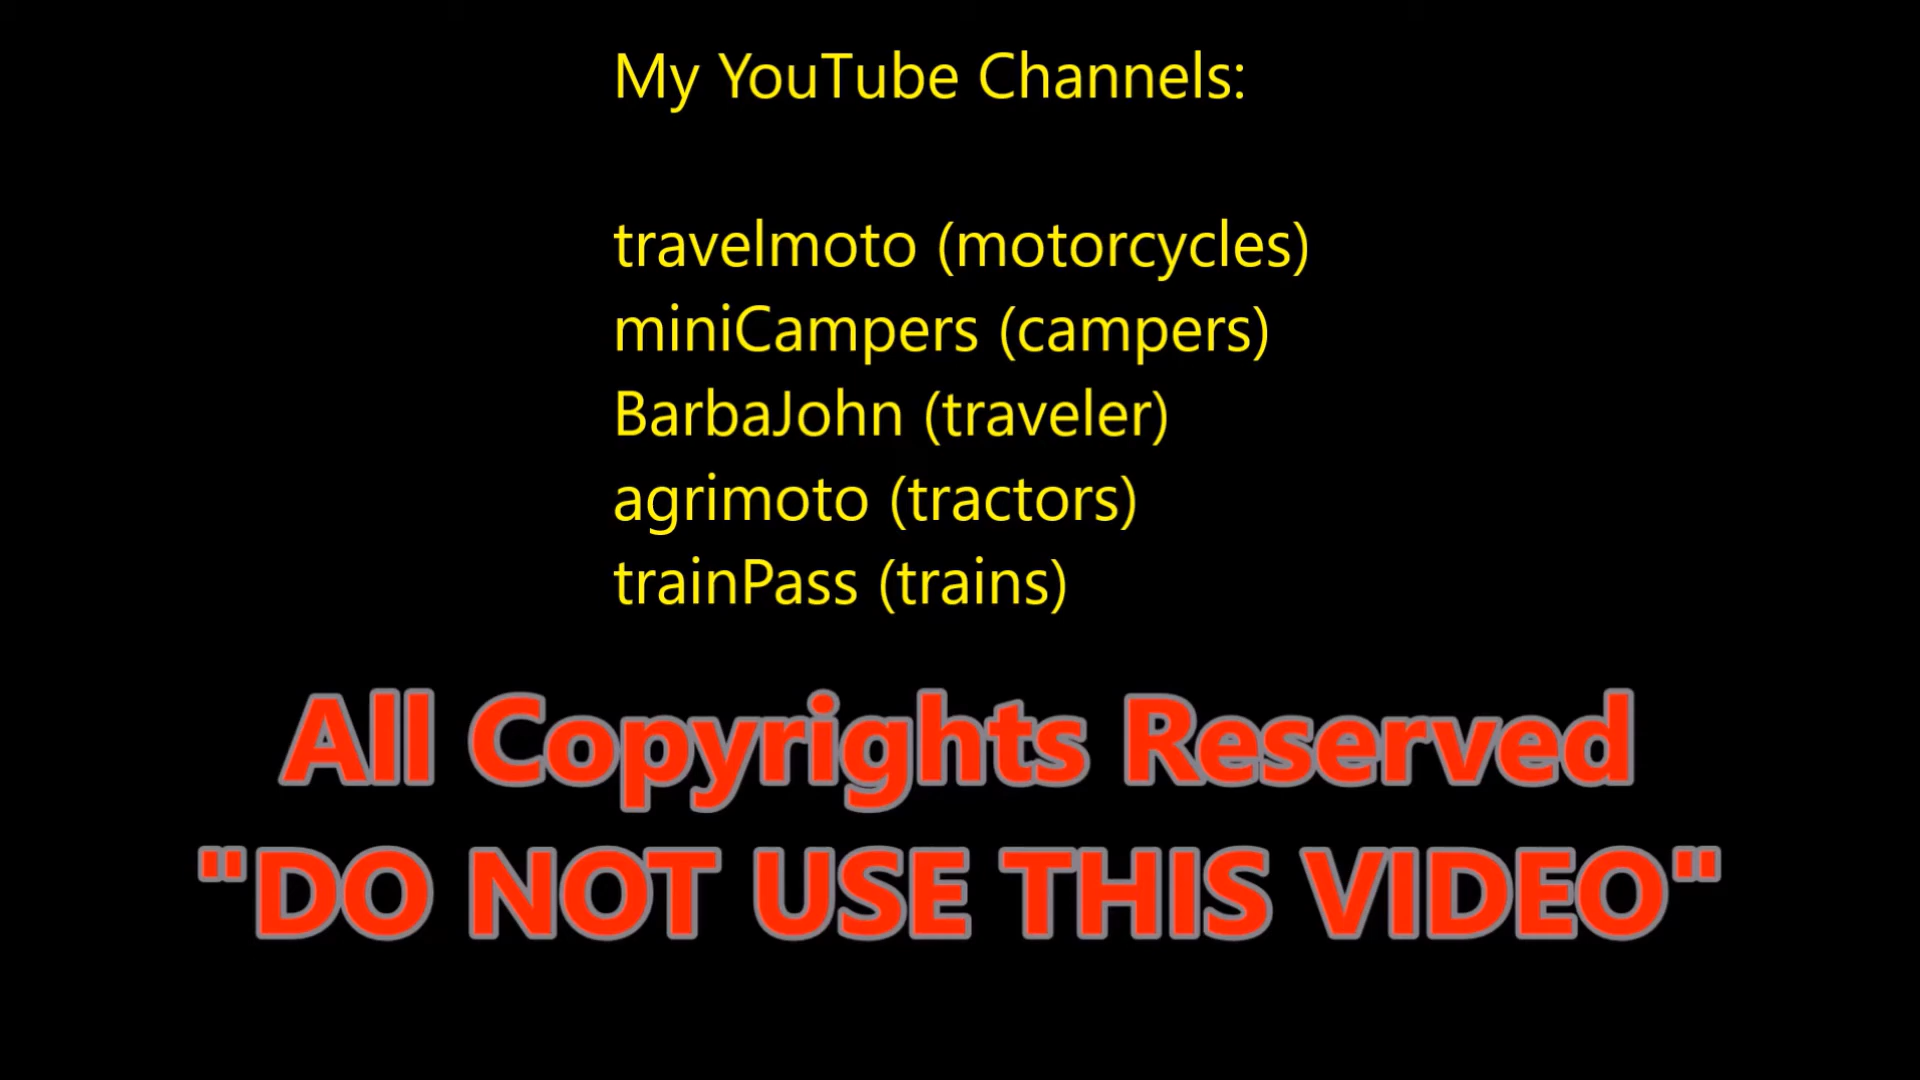 My YouTube Channels:
travelmoto (motorcycles)
miniCampers (campers)
BarbaJohn (traveler)
agrimoto (tractors)
trainPass (trains)
All Copyrights Reserved
"DO NOT USE THIS VIDEO"